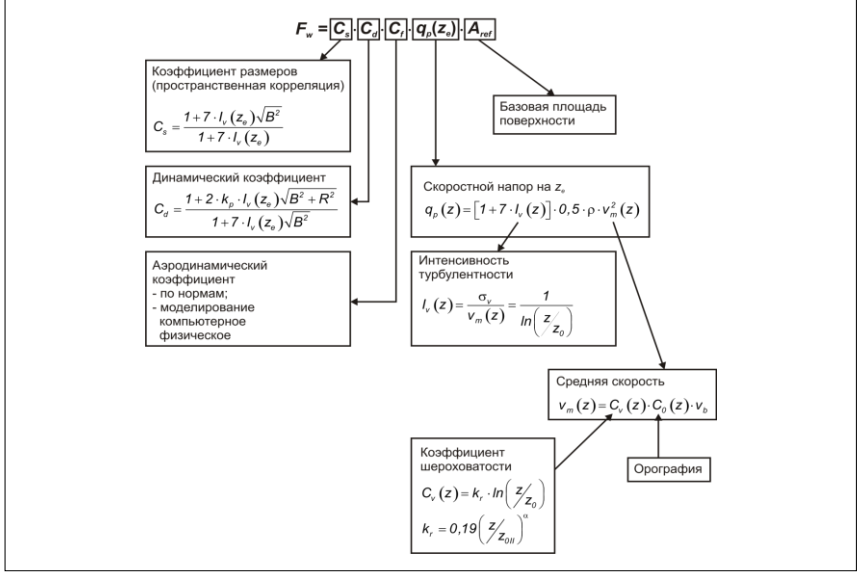 F_w = C_s · C_d · C_f · q_p(z_e) · A_ref
Коэффициент размеров
(пространственная корреляция)
C_s = (1+7·I_v(z_e)√B²) / (1+7·I_v(z_e))
Базовая площадь
поверхности
Динамический коэффициент
C_d = (1+2·k_p·I_v(z_e)√(B²+R²)) / (1+7·I_v(z_e)√B²)
Скоростной напор на z_e
q_p(z) = [1+7·I_v(z)]·0,5·ρ·v_m²(z)
Аэродинамический
коэффициент
- по нормам;
- моделирование
компьютерное
физическое
Интенсивность
турбулентности
I_v(z) = σ_v / v_m(z) = 1 / ln(z/z_0)
Средняя скорость
v_m(z) = C_v(z)·C_0(z)·v_b
Коэффициент
шероховатости
C_v(z) = k_r · ln(z/z_0)
k_r = 0,19(z/z_0II)^α
Орография